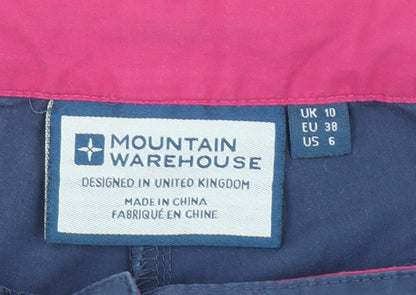 MOUNTAIN
WAREHOUSE
DESIGNED IN UNITED KINGDOM
MADE IN CHINA
FABRIQUÉ EN CHINE
UK 10
EU 38
US 6